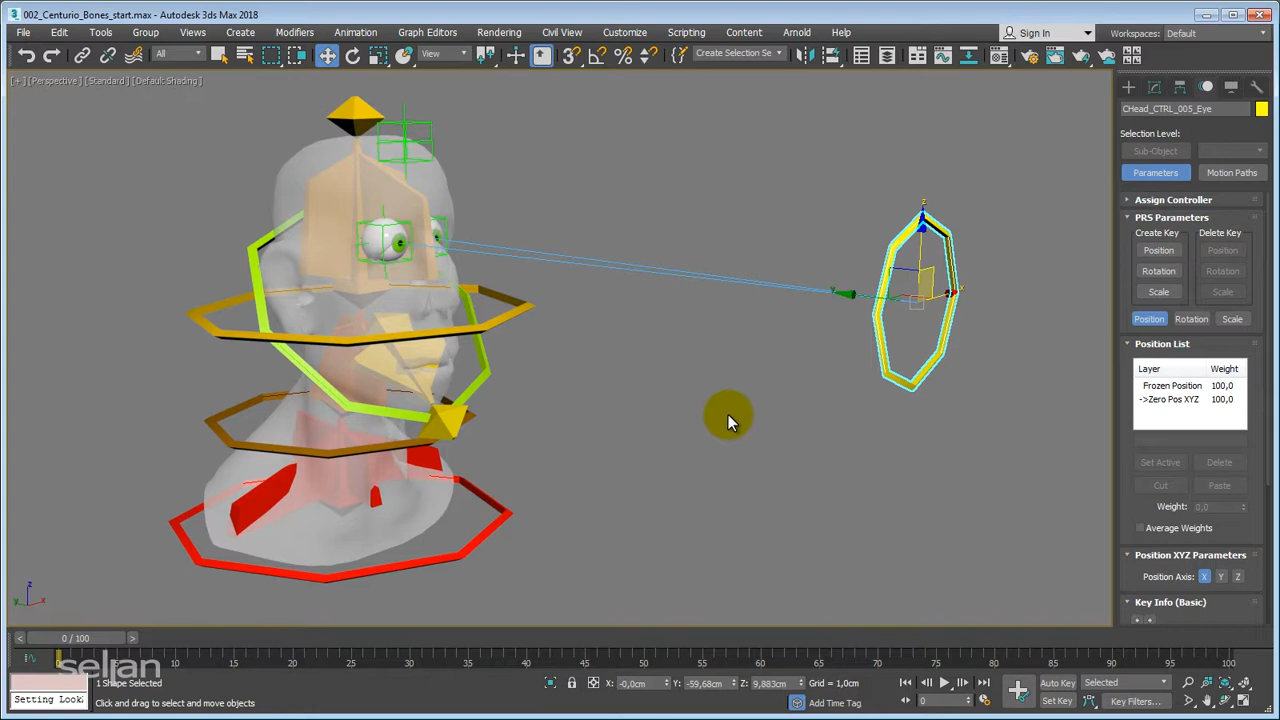 002_Centurio_Bones_start.max - Autodesk 3ds Max 2018
File Edit Tools Group Views Create Modifiers Animation Graph Editors Rendering Civil View Customize Scripting Content Arnold Help
Sign In
Workspaces: Default
All
View
Create Selection Se
[+] [Perspective] [Standard] [Default Shading]
CHead_CTRL_005_Eye
Selection Level:
Sub-Object
Parameters Motion Paths
Assign Controller
PRS Parameters
Create Key Delete Key
Position Position
Rotation Rotation
Scale Scale
Position Rotation Scale
Position List
Layer Weight
Frozen Position 100,0
->Zero Pos XYZ 100,0
Set Active Delete
Cut Paste
Weight: 0,0
Average Weights
Position XYZ Parameters
Position Axis: X Y Z
Key Info (Basic)
z
x
y
z
x
y
0 / 100
10 15 20 25 30 35 40 45 50 55 60 65 70 75 80 85 90 95 100
1 Shape Selected
X: -0,0cm Y: -59,68cm Z: 9,883cm Grid = 1,0cm
Auto Key Selected
Setting Look
Click and drag to select and move objects
Add Time Tag
0
Set Key Key Filters...